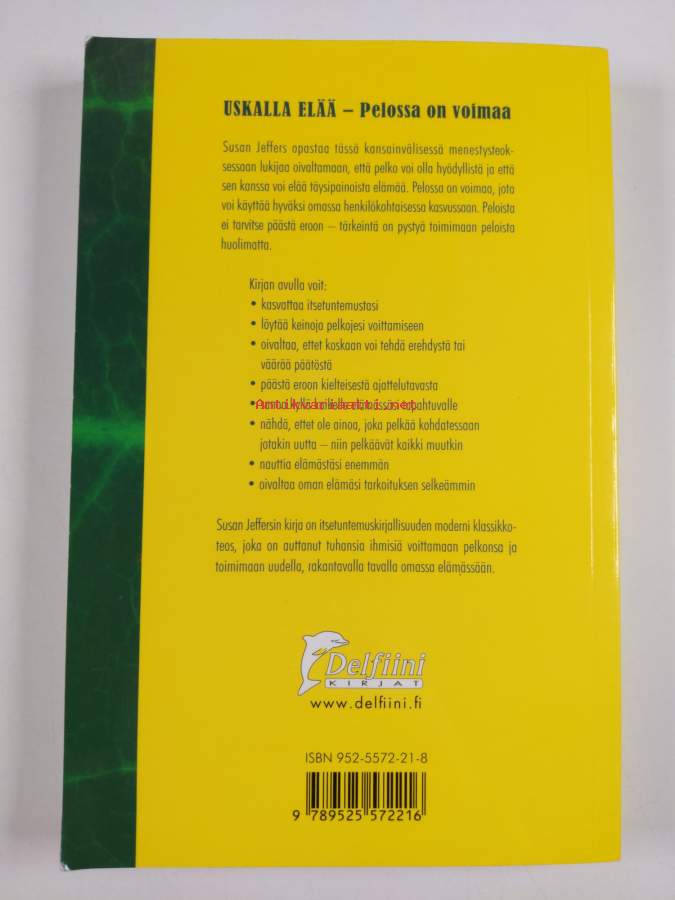 USKALLA ELÄÄ – Pelossa on voimaa
Susan Jeffers opastaa tässä kansainvälisessä menestysteok-
sessaan lukijaa oivaltamaan, että pelko voi olla hyödyllistä ja että
sen kanssa voi elää täysipainoista elämää. Pelossa on voimaa, jota
voi käyttää hyväksi omassa henkilökohtaisessa kasvussaan. Peloista
ei tarvitse päästä eroon – tärkeintä on pystyä toimimaan peloista
huolimatta.
Kirjan avulla voit:
• kasvattaa itsetuntemustasi
• löytää keinoja pelkojesi voittamiseen
• oivaltaa, ettet koskaan voi tehdä erehdystä tai
väärää päätöstä
• päästä eroon kielteisestä ajattelutavasta
• tapahtuvalle
• nähdä, ettet ole ainoa, joka pelkää kohdatessaan
jotakin uutta – niin pelkäävät kaikki muutkin
• nauttia elämästäsi enemmän
• oivaltaa oman elämäsi tarkoituksen selkeämmin
Susan Jeffersin kirja on itsetuntemuskirjallisuuden moderni klassikko-
teos, joka on auttanut tuhansia ihmisiä voittamaan pelkonsa ja
toimimaan uudella, rakantavalla tavalla omassa elämässään.
Delfiini
KIRJAT
www.delfiini.fi
ISBN 952-5572-21-8
9 789525 572216